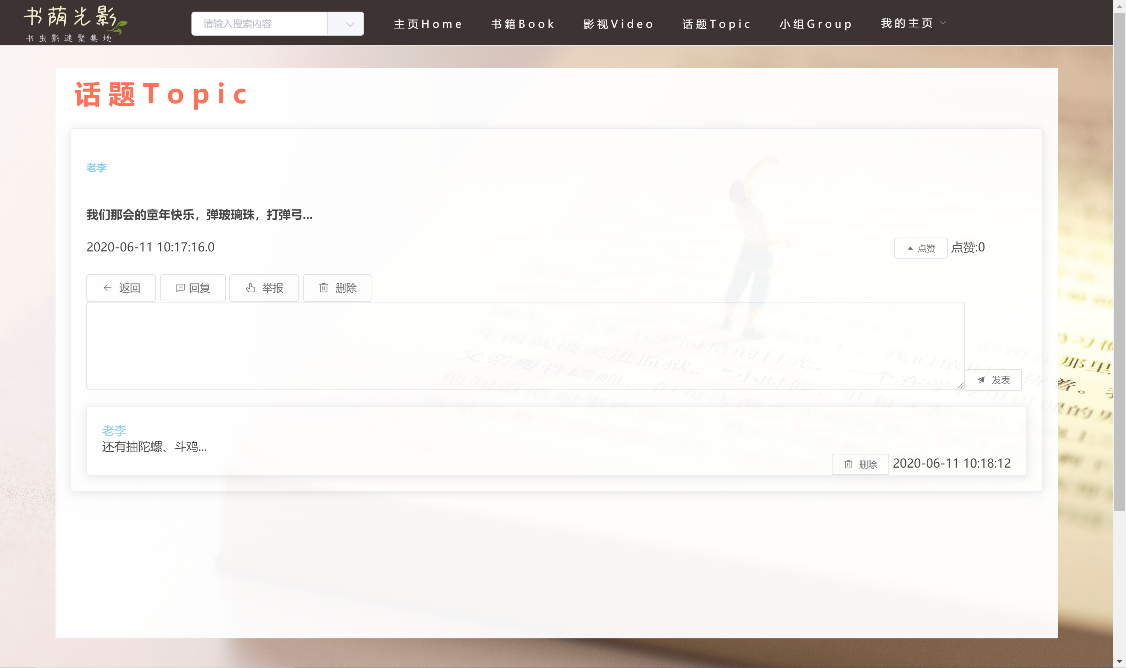 书荫光影
书虫影迷聚集地
请输入搜索内容
主页Home 书籍Book 影视Video 话题Topic 小组Group 我的主页
话题Topic
老李
我们那会的童年快乐，弹玻璃珠，打弹弓...
2020-06-11 10:17:16.0 点赞 点赞:0
返回 回复 举报 删除
发表
老李
还有抽陀螺、斗鸡...
删除 2020-06-11 10:18:12